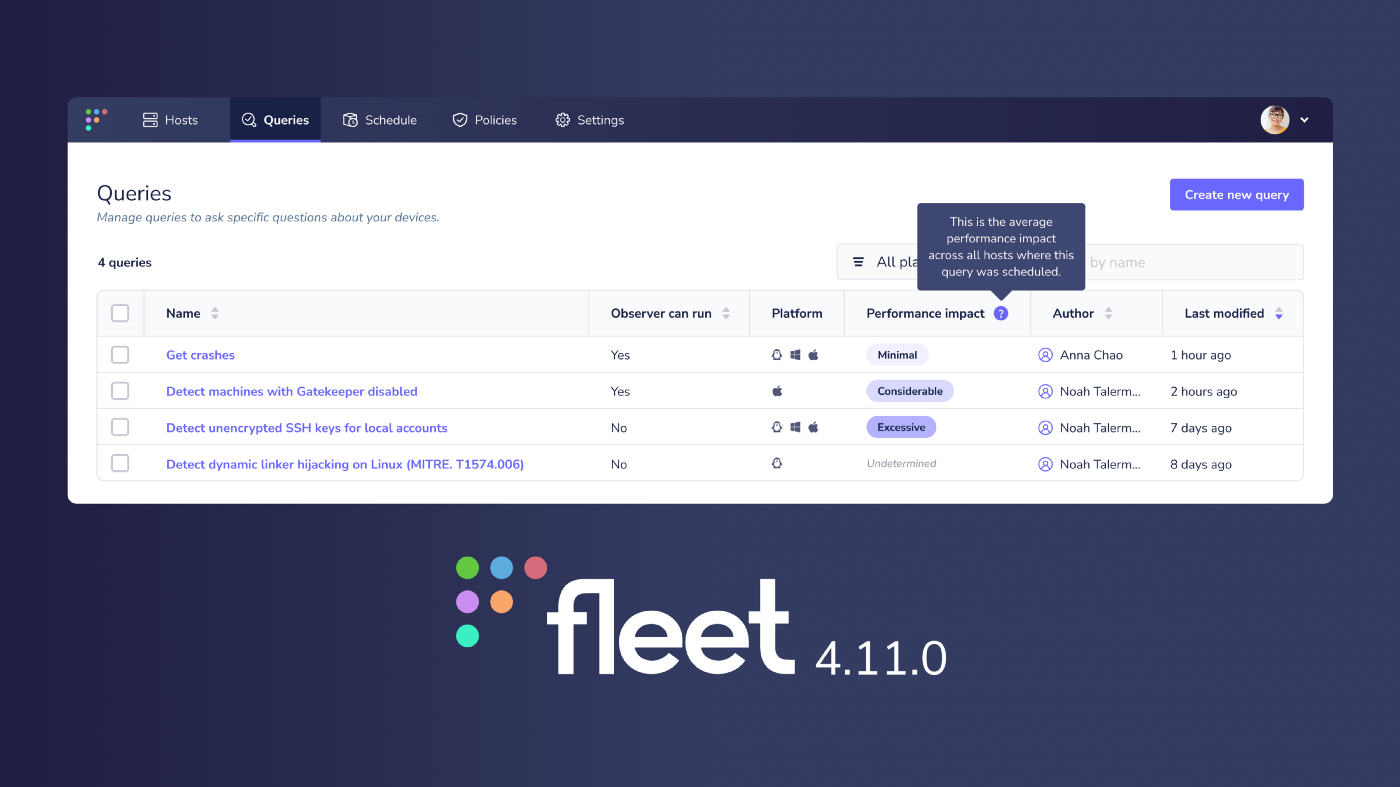 Hosts Queries Schedule Policies Settings
Queries
Create new query
Manage queries to ask specific questions about your devices.
This is the average
performance impact
across all hosts where this
query was scheduled.
4 queries
All by name
Name Observer can run Platform Performance impact ? Author Last modified
Get crashes Yes Minimal Anna Chao 1 hour ago
Detect machines with Gatekeeper disabled Yes Considerable Noah Talerm... 2 hours ago
Detect unencrypted SSH keys for local accounts No Excessive Noah Talerm... 7 days ago
Detect dynamic linker hijacking on Linux (MITRE. T1574.006) No Undetermined Noah Talerm... 8 days ago
fleet 4.11.0